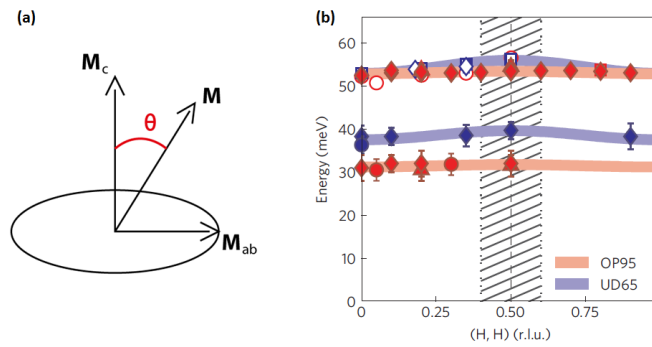 (a)
M_c
M
θ
M_ab
(b)
Energy (meV)
60
50
40
30
20
10
0
OP95
UD65
0 0.25 0.50 0.75
(H, H) (r.l.u.)